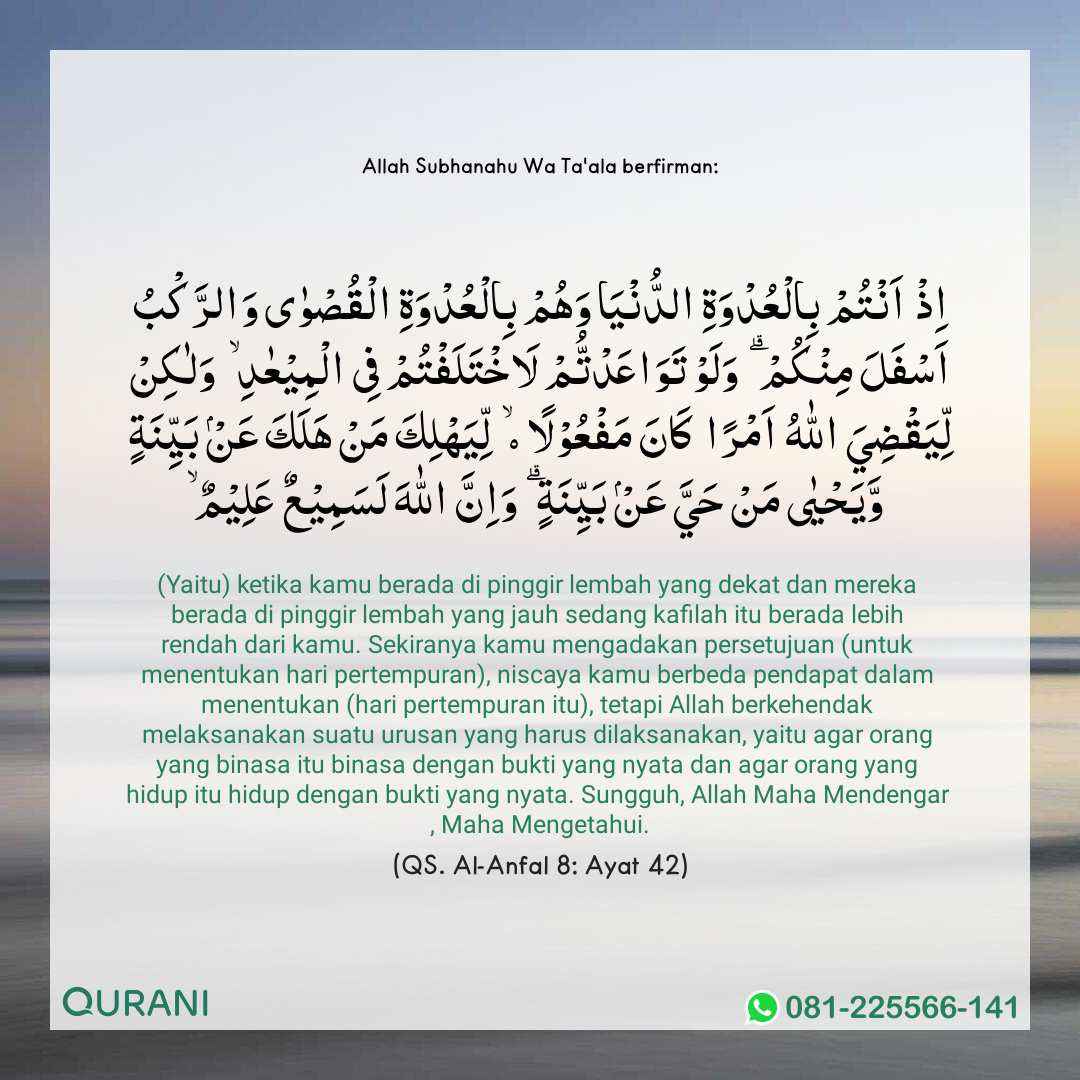 Allah Subhanahu Wa Ta'ala berfirman:
اِذْ اَنْتُمْ بِالْعُدْوَةِ الدُّنْيَا وَهُمْ بِالْعُدْوَةِ الْقُصْوٰى وَالرَّكْبُ
اَسْفَلَ مِنْكُمْۗ وَلَوْ تَوَاعَدْتُّمْ لَاخْتَلَفْتُمْ فِى الْمِيْعٰدِۙ وَلٰكِنْ
لِّيَقْضِيَ اللّٰهُ اَمْرًا كَانَ مَفْعُوْلًا ەۙ لِّيَهْلِكَ مَنْ هَلَكَ عَنْۢ بَيِّنَةٍ
وَّيَحْيٰى مَنْ حَيَّ عَنْۢ بَيِّنَةٍۗ وَاِنَّ اللّٰهَ لَسَمِيْعٌ عَلِيْمٌۙ
(Yaitu) ketika kamu berada di pinggir lembah yang dekat dan mereka
berada di pinggir lembah yang jauh sedang kafilah itu berada lebih
rendah dari kamu. Sekiranya kamu mengadakan persetujuan (untuk
menentukan hari pertempuran), niscaya kamu berbeda pendapat dalam
menentukan (hari pertempuran itu), tetapi Allah berkehendak
melaksanakan suatu urusan yang harus dilaksanakan, yaitu agar orang
yang binasa itu binasa dengan bukti yang nyata dan agar orang yang
hidup itu hidup dengan bukti yang nyata. Sungguh, Allah Maha Mendengar
, Maha Mengetahui.
(QS. Al-Anfal 8: Ayat 42)
QURANI
081-225566-141